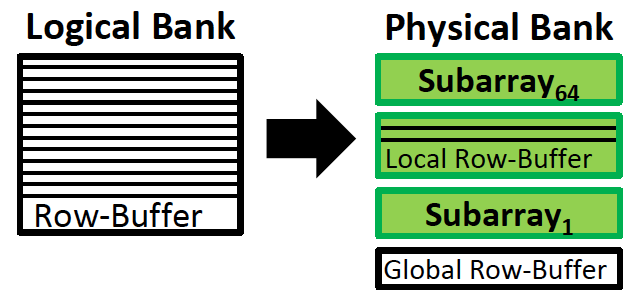 Logical Bank
Row-Buffer
Physical Bank
Subarray64
Local Row-Buffer
Subarray1
Global Row-Buffer